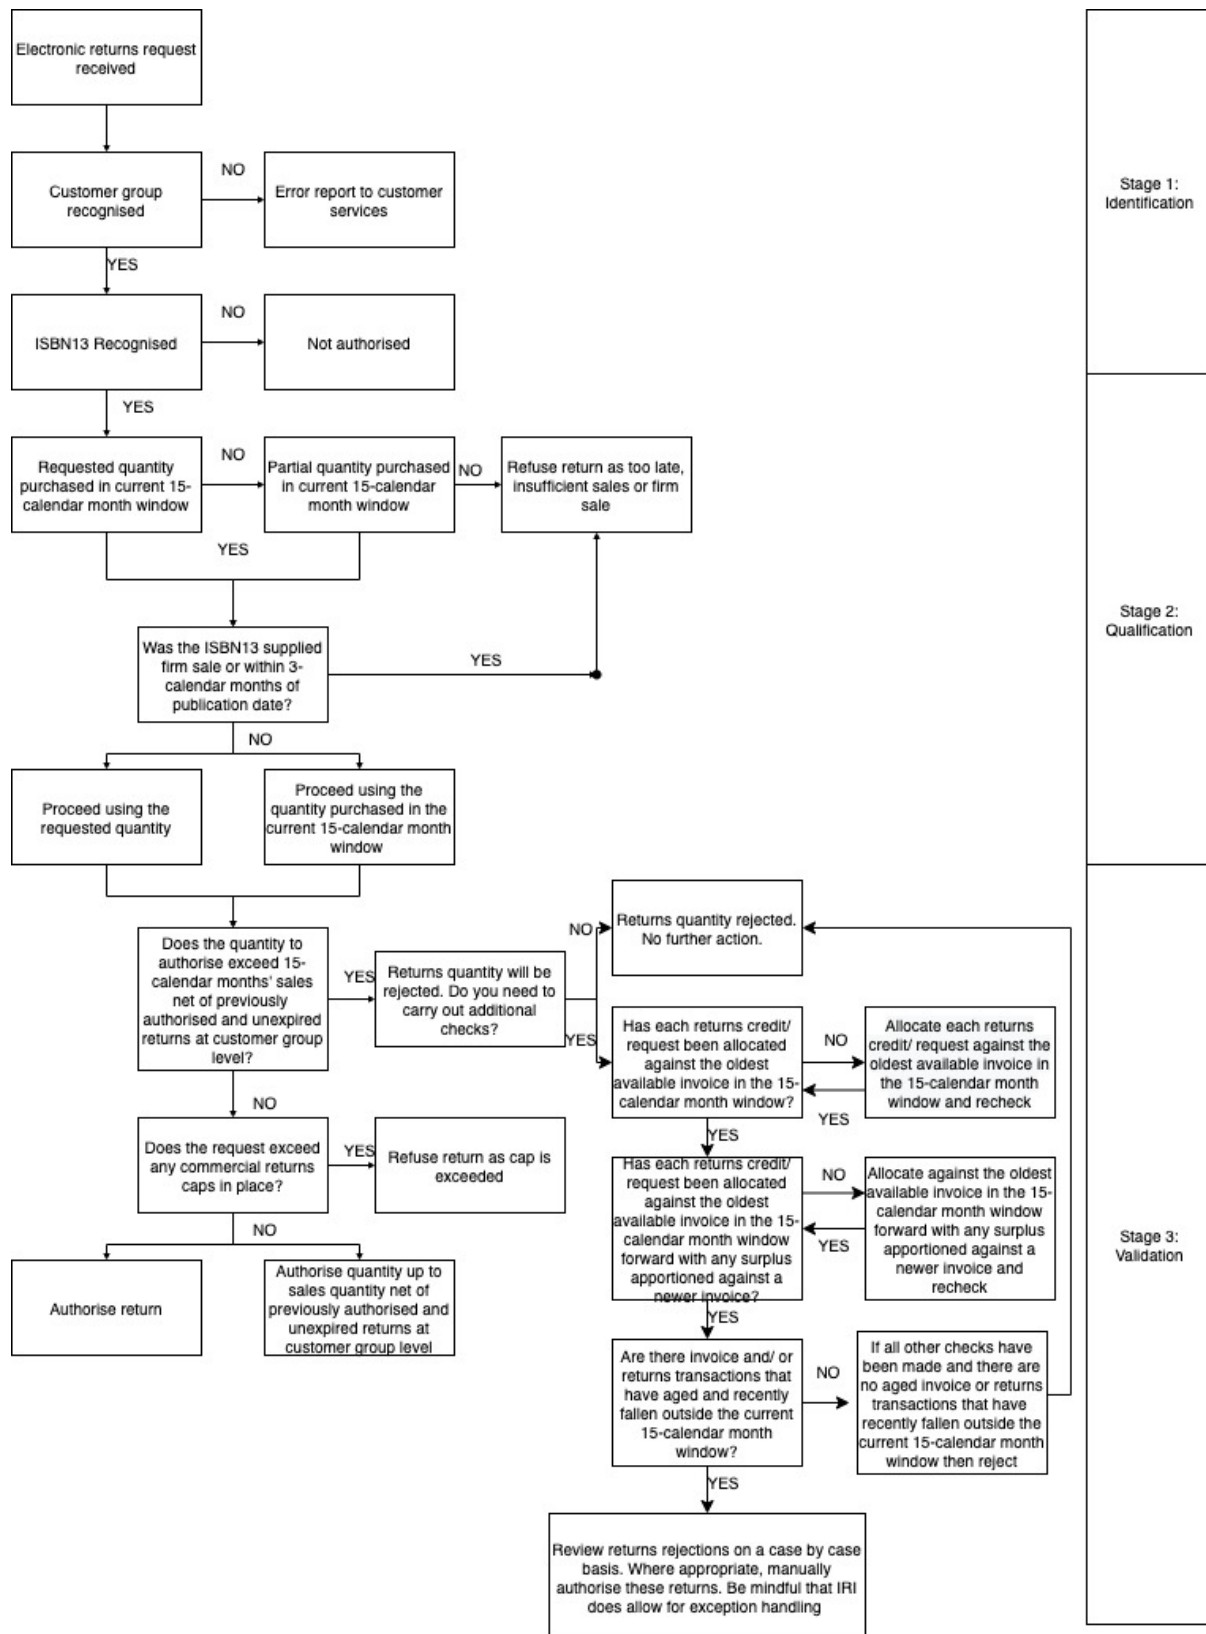 Electronic returns request
received
Stage 1:
Identification
Customer group
recognised
NO
Error report to customer
services
YES
ISBN13 Recognised
NO
Not authorised
YES
Requested quantity
purchased in current 15-
calendar month window
NO
Partial quantity purchased
in current 15-calendar
month window
NO
Refuse return as too late,
insufficient sales or firm
sale
YES
Stage 2:
Qualification
Was the ISBN13 supplied
firm sale or within 3-
calendar months of
publication date?
YES
NO
Proceed using the
requested quantity
Proceed using the
quantity purchased in the
current 15-calendar month
window
Does the quantity to
authorise exceed 15-
calendar months' sales
net of previously
authorised and unexpired
returns at customer group
level?
YES
Returns quantity will be
rejected. Do you need to
carry out additional
checks?
NO
Returns quantity rejected.
No further action.
YES
Has each returns credit/
request been allocated
against the oldest
available invoice in the 15-
calendar month window?
NO
Allocate each returns
credit/ request against the
oldest available invoice in
the 15-calendar month
window and recheck
YES
YES
NO
Does the request exceed
any commercial returns
caps in place?
YES
Refuse return as cap is
exceeded
Has each returns credit/
request been allocated
against the oldest
available invoice in the 15-
calendar month window
forward with any surplus
apportioned against a
newer invoice?
NO
Allocate against the oldest
available invoice in the 15-
calendar month window
forward with any surplus
apportioned against a
newer invoice and
recheck
YES
Stage 3:
Validation
NO
Authorise return
Authorise quantity up to
sales quantity net of
previously authorised and
unexpired returns at
customer group level
YES
Are there invoice and/ or
returns transactions that
have aged and recently
fallen outside the current
15-calendar month
window?
NO
If all other checks have
been made and there are
no aged invoice or returns
transactions that have
recently fallen outside the
current 15-calendar month
window then reject
YES
Review returns rejections on a case by case
basis. Where appropriate, manually
authorise these returns. Be mindful that IRI
does allow for exception handling